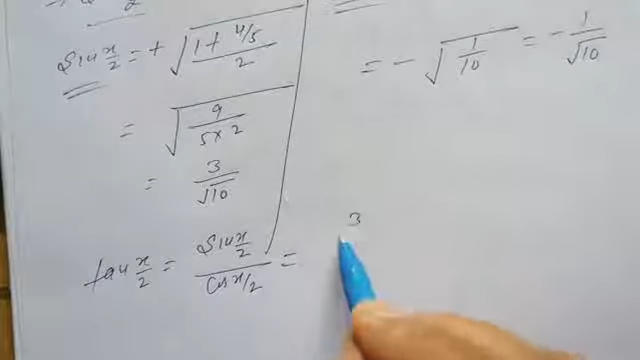 sin x/2 = + √((1 + 4/5)/2)
= √(9/(5×2))
= 3/√10
= - √(1/10) = - 1/√10
tan x/2 = (sin x/2)/(cos x/2) = 3